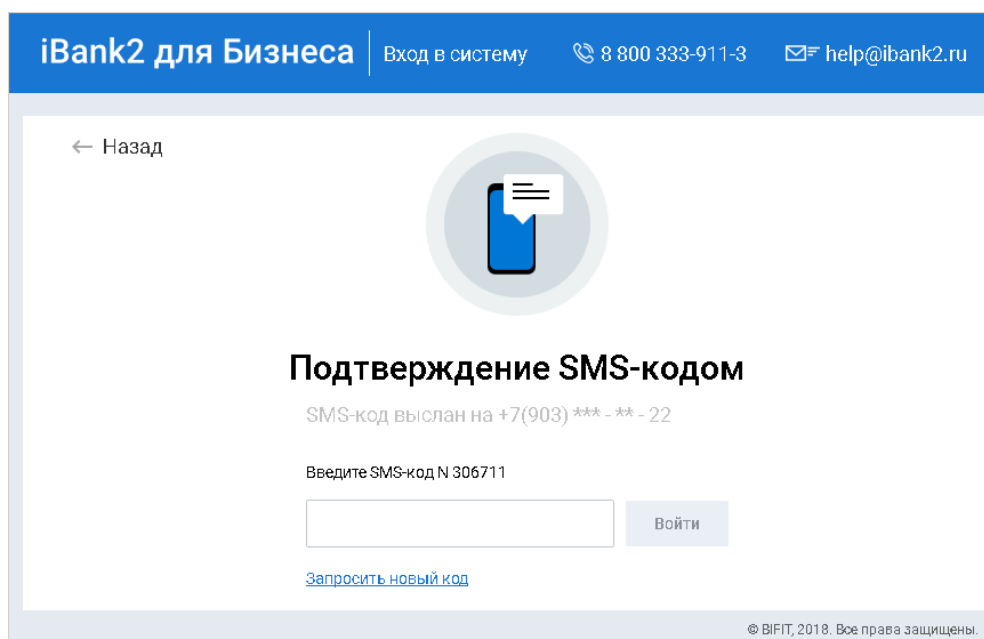 iBank2 для Бизнеса Вход в систему 8 800 333-911-3 help@ibank2.ru
← Назад
Подтверждение SMS-кодом
SMS-код выслан на +7(903) *** - ** - 22
Введите SMS-код N 306711
Войти
Запросить новый код
© BIFIT, 2018. Все права защищены.